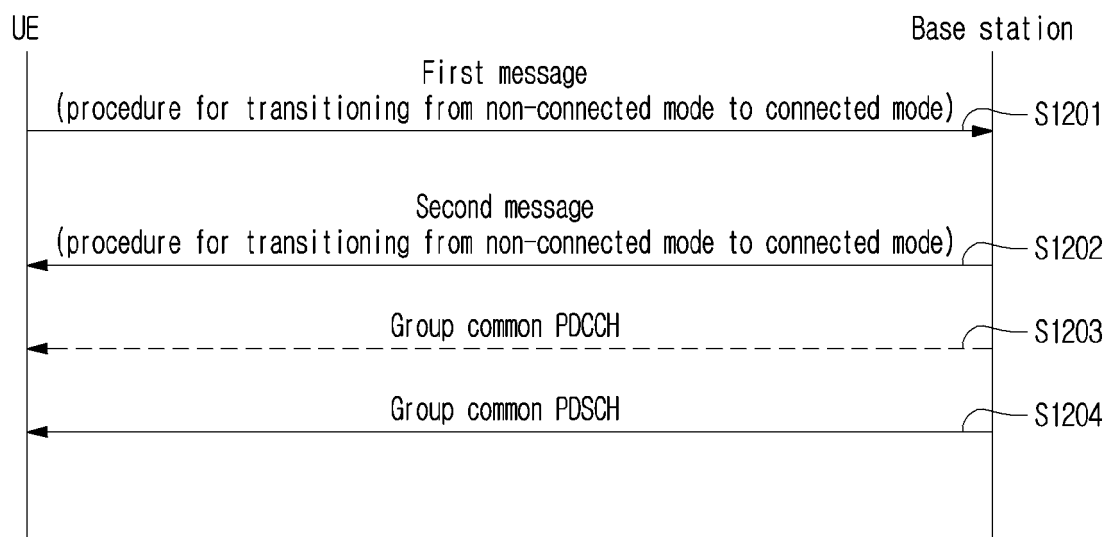 UE
Base station
First message
(procedure for transitioning from non-connected mode to connected mode)
S1201
Second message
(procedure for transitioning from non-connected mode to connected mode)
S1202
Group common PDCCH
S1203
Group common PDSCH
S1204